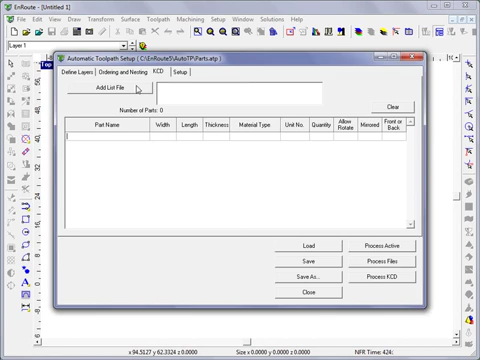 EnRoute - [Untitled 1]
File Edit View Draw Transform Surface Toolpath Machining Setup Window Help
Layer 1
Top
Automatic Toolpath Setup ( C:\EnRoute5\AutoTP\Parts.atp )
Define Layers Ordering and Nesting KCD Setup
Add List File
Number of Parts: 0
Clear
Part Name Width Length Thickness Material Type Unit No. Quantity Allow Rotate Mirrored Front or Back
Load Process Active
Save Process Files
Save As... Process KCD
Close
x 94.5127 y 62.3324 z 0.0000 Size x 0.0000 y 0.0000 z 0.0000 NFR Time: 424: